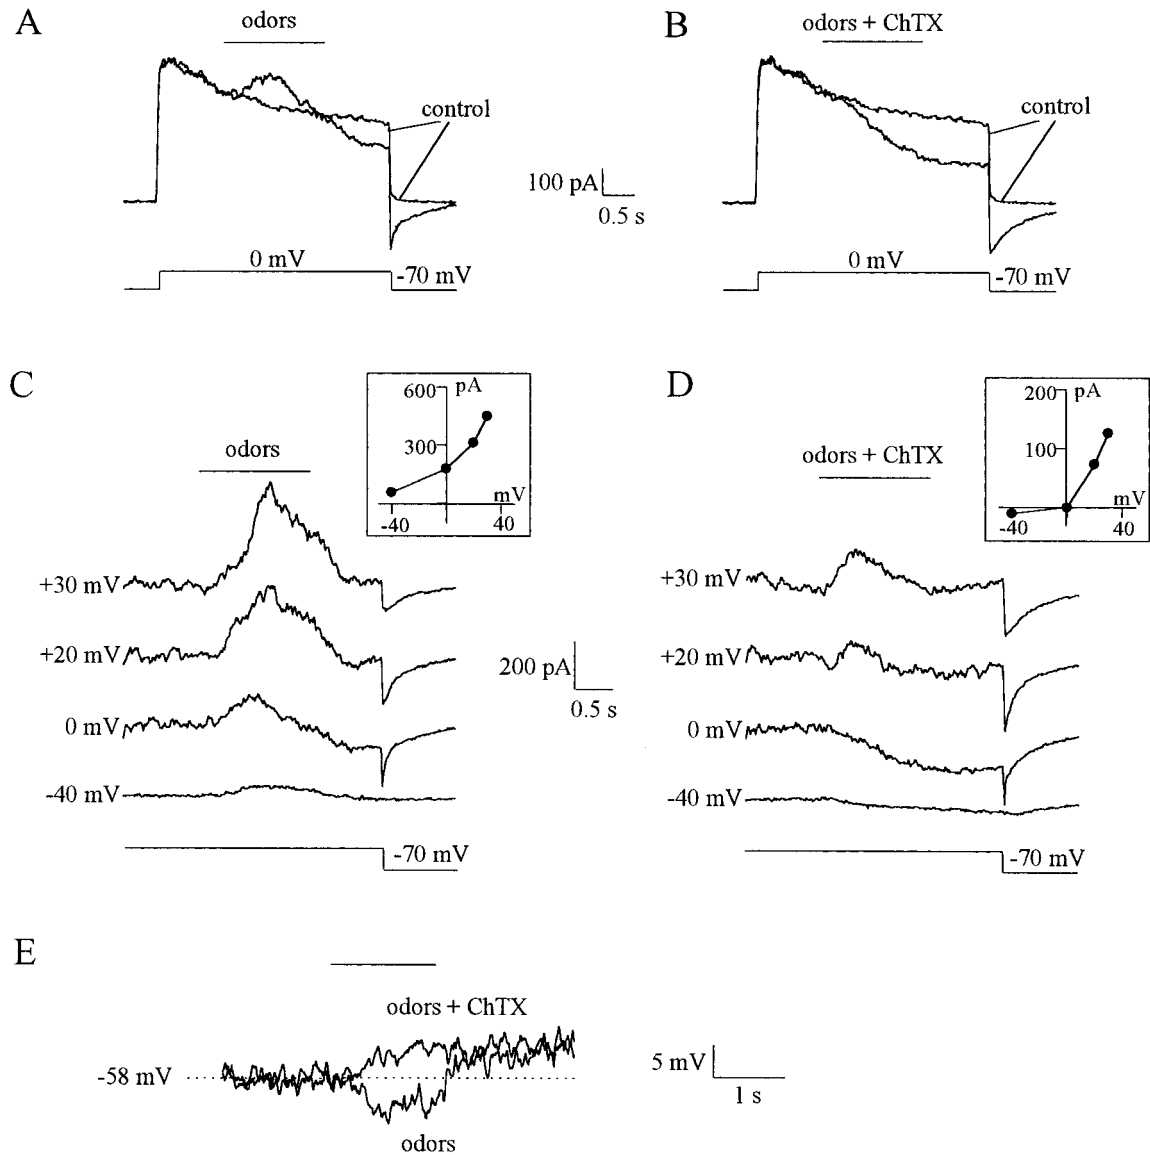 A
odors
control
0 mV
-70 mV
100 pA
0.5 s
B
odors + ChTX
control
0 mV
-70 mV
C
odors
600
pA
300
mV
-40
40
+30 mV
+20 mV
0 mV
-40 mV
-70 mV
200 pA
0.5 s
D
odors + ChTX
200
pA
100
mV
-40
40
+30 mV
+20 mV
0 mV
-40 mV
-70 mV
E
odors + ChTX
-58 mV
odors
5 mV
1 s